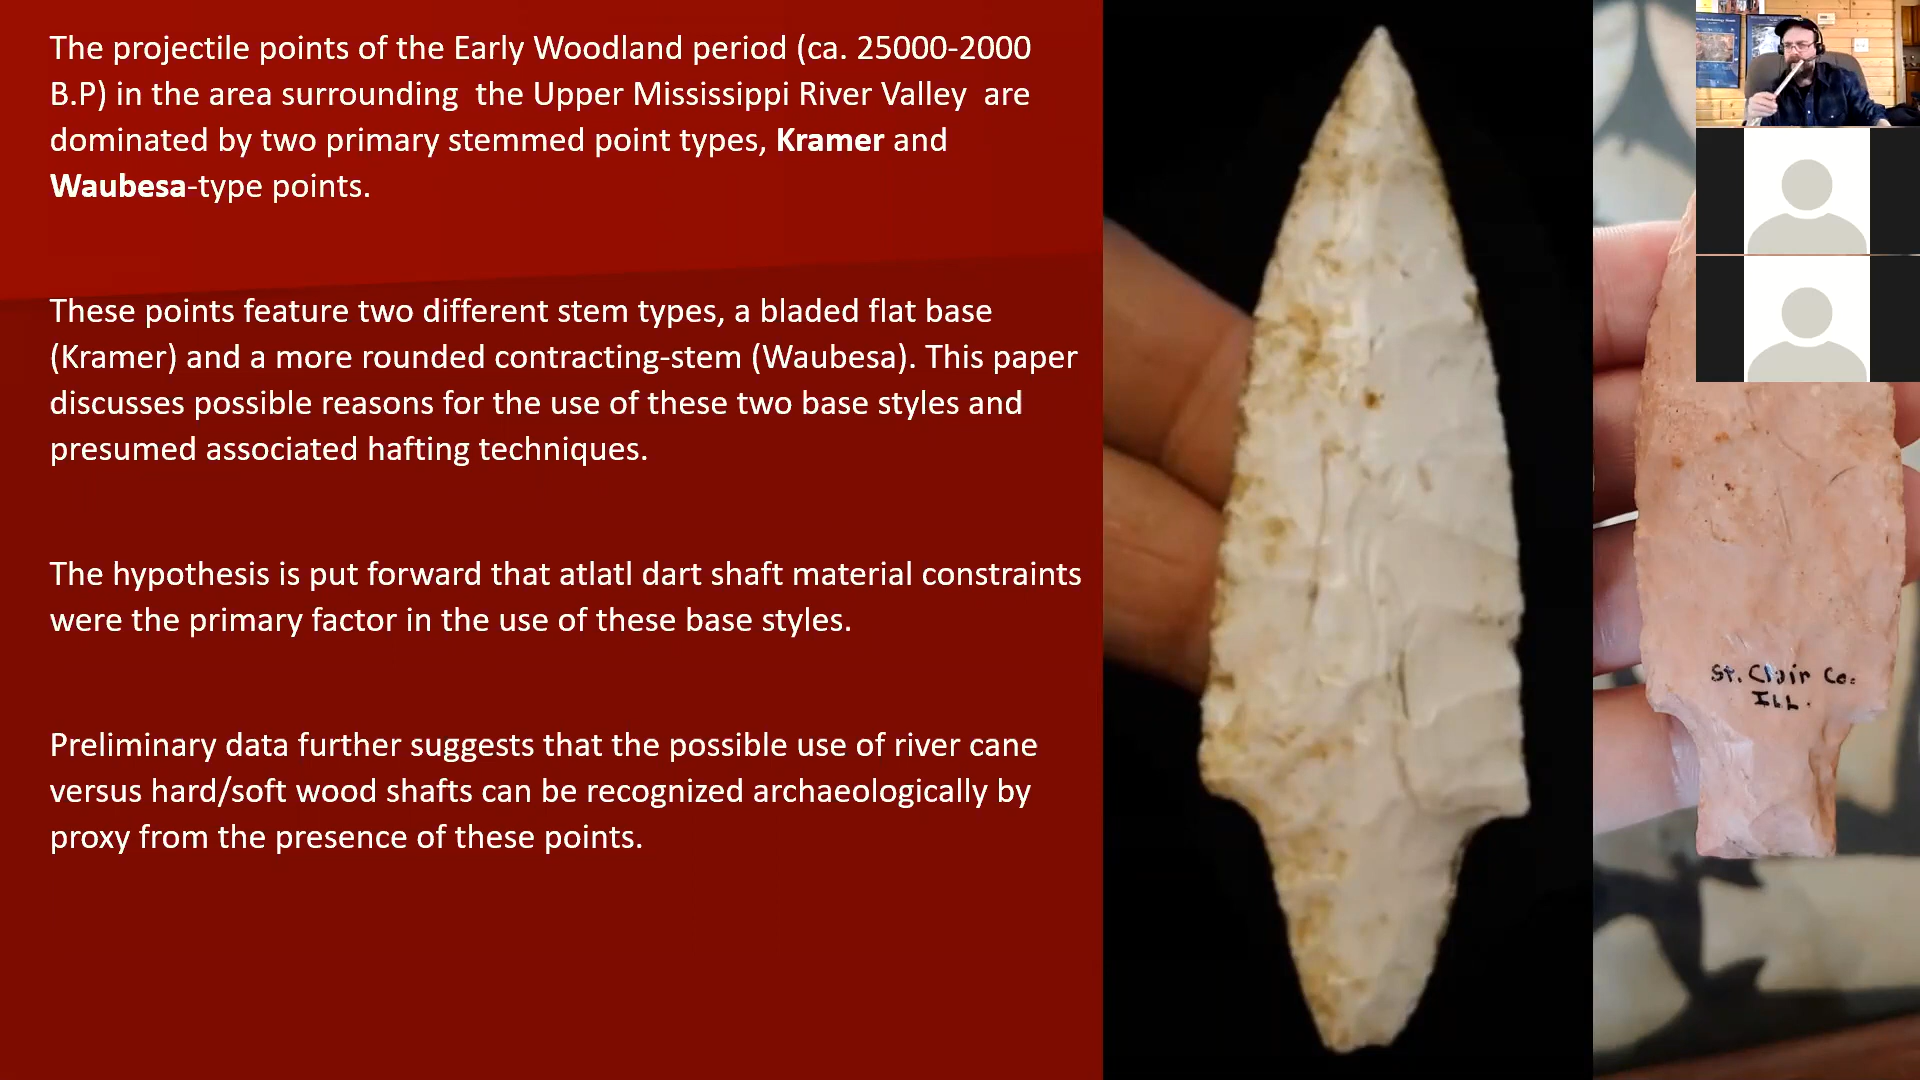 The projectile points of the Early Woodland period (ca. 25000-2000
B.P) in the area surrounding  the Upper Mississippi River Valley  are
dominated by two primary stemmed point types, Kramer and
Waubesa-type points.
These points feature two different stem types, a bladed flat base
(Kramer) and a more rounded contracting-stem (Waubesa). This paper
discusses possible reasons for the use of these two base styles and
presumed associated hafting techniques.
The hypothesis is put forward that atlatl dart shaft material constraints
were the primary factor in the use of these base styles.
Preliminary data further suggests that the possible use of river cane
versus hard/soft wood shafts can be recognized archaeologically by
proxy from the presence of these points.
St. Clair Co.
ILL.